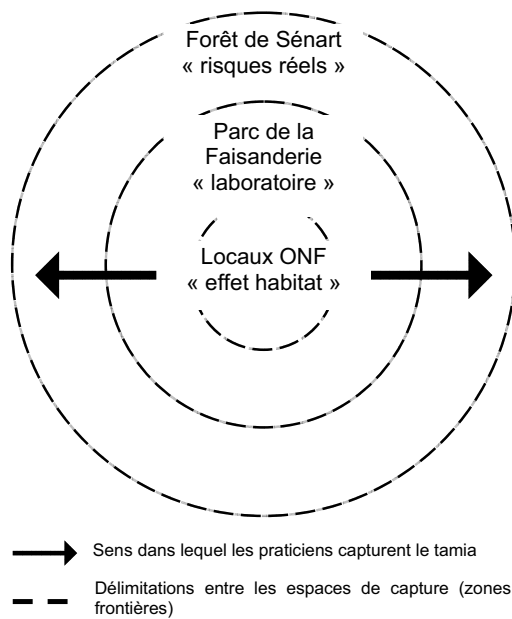 Forêt de Sénart
« risques réels »
Parc de la
Faisanderie
« laboratoire »
Locaux ONF
« effet habitat »
Sens dans lequel les praticiens capturent le tamia
Délimitations entre les espaces de capture (zones
frontières)